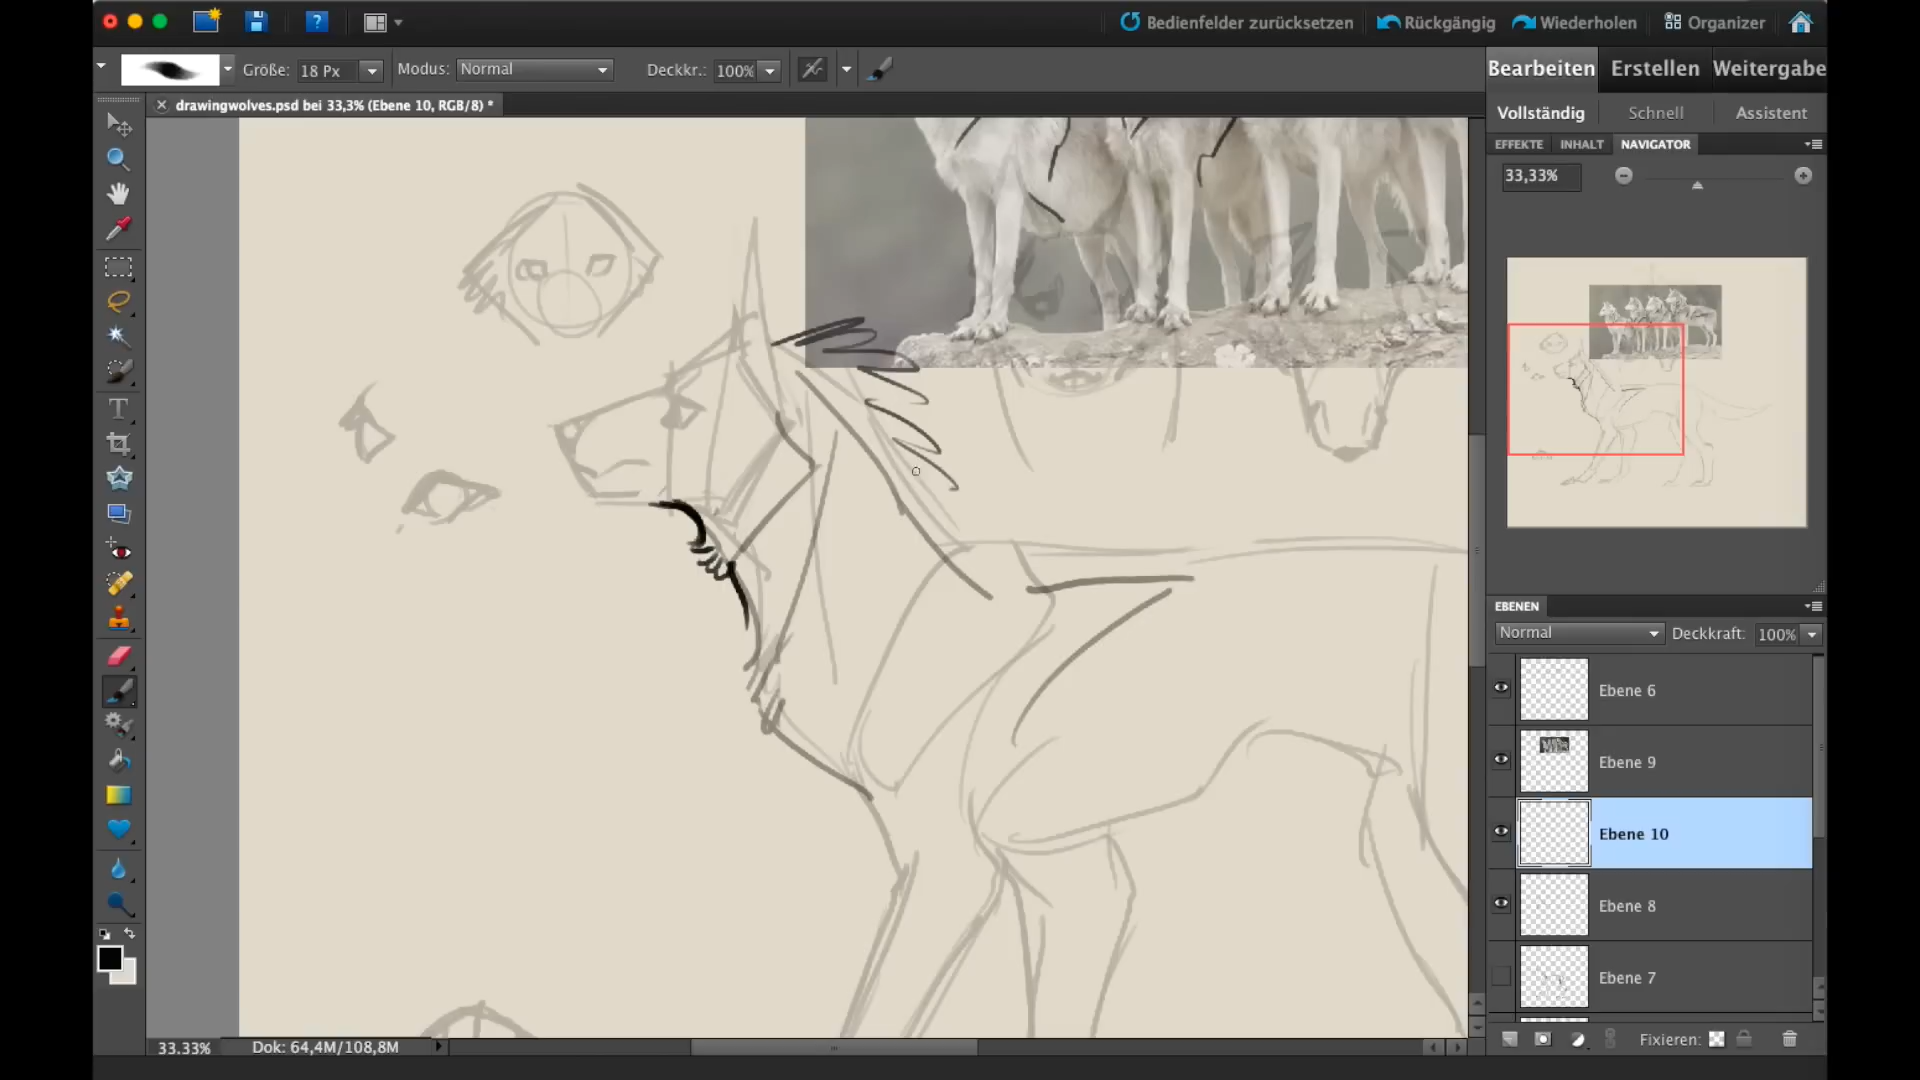 Bedienfelder zurücksetzen Rückgängig Wiederholen Organizer
Größe: 18 Px Modus: Normal Deckkr.: 100%
Bearbeiten Erstellen Weitergabe
drawingwolves.psd bei 33,3% (Ebene 10, RGB/8) *
Vollständig Schnell Assistent
EFFEKTE INHALT NAVIGATOR
33,33%
EBENEN
Normal Deckkraft: 100%
Ebene 6
Ebene 9
Ebene 10
Ebene 8
Ebene 7
Fixieren:
33.33% Dok: 64,4M/108,8M